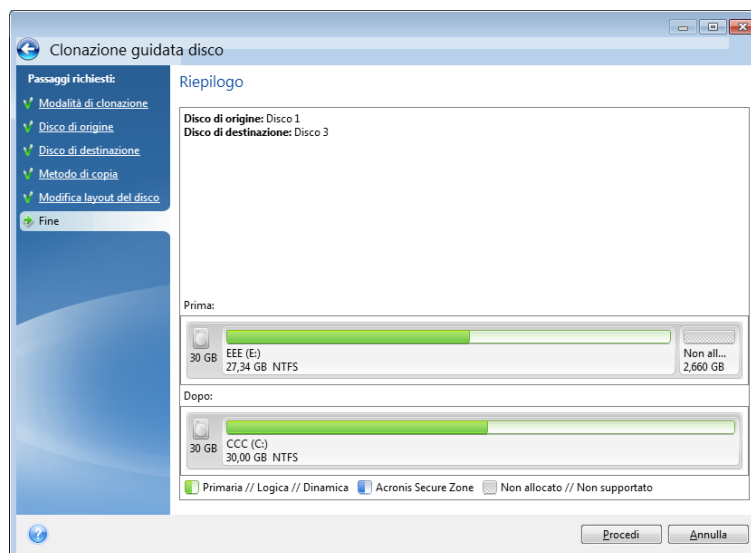 Clonazione guidata disco
Passaggi richiesti:
Modalità di clonazione
Disco di origine
Disco di destinazione
Metodo di copia
Modifica layout del disco
Fine
Riepilogo
Disco di origine: Disco 1
Disco di destinazione: Disco 3
Prima:
30 GB
EEE (E:)
27,34 GB NTFS
Non all...
2,660 GB
Dopo:
30 GB
CCC (C:)
30,00 GB NTFS
Primaria // Logica // Dinamica Acronis Secure Zone Non allocato // Non supportato
Procedi Annulla